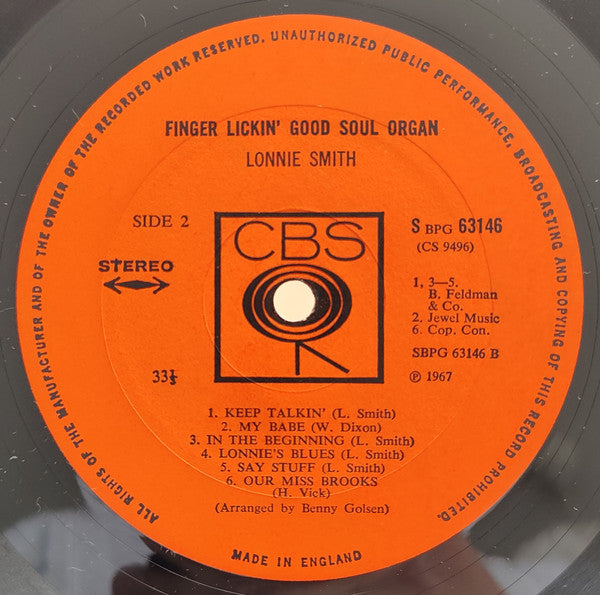 ALL RIGHTS OF THE MANUFACTURER AND OF THE OWNER OF THE RECORDED WORK RESERVED. UNAUTHORIZED PUBLIC PERFORMANCE, BROADCASTING AND COPYING OF THIS RECORD PROHIBITED.
FINGER LICKIN' GOOD SOUL ORGAN
LONNIE SMITH
SIDE 2
STEREO
33⅓
CBS
S BPG 63146
(CS 9496)
1, 3—5.
B. Feldman
& Co.
2. Jewel Music
6. Cop. Con.
SBPG 63146 B
℗ 1967
1. KEEP TALKIN' (L. Smith)
2. MY BABE (W. Dixon)
3. IN THE BEGINNING (L. Smith)
4. LONNIE'S BLUES (L. Smith)
5. SAY STUFF (L. Smith)
6. OUR MISS BROOKS
(H. Vick)
(Arranged by Benny Golsen)
MADE IN ENGLAND